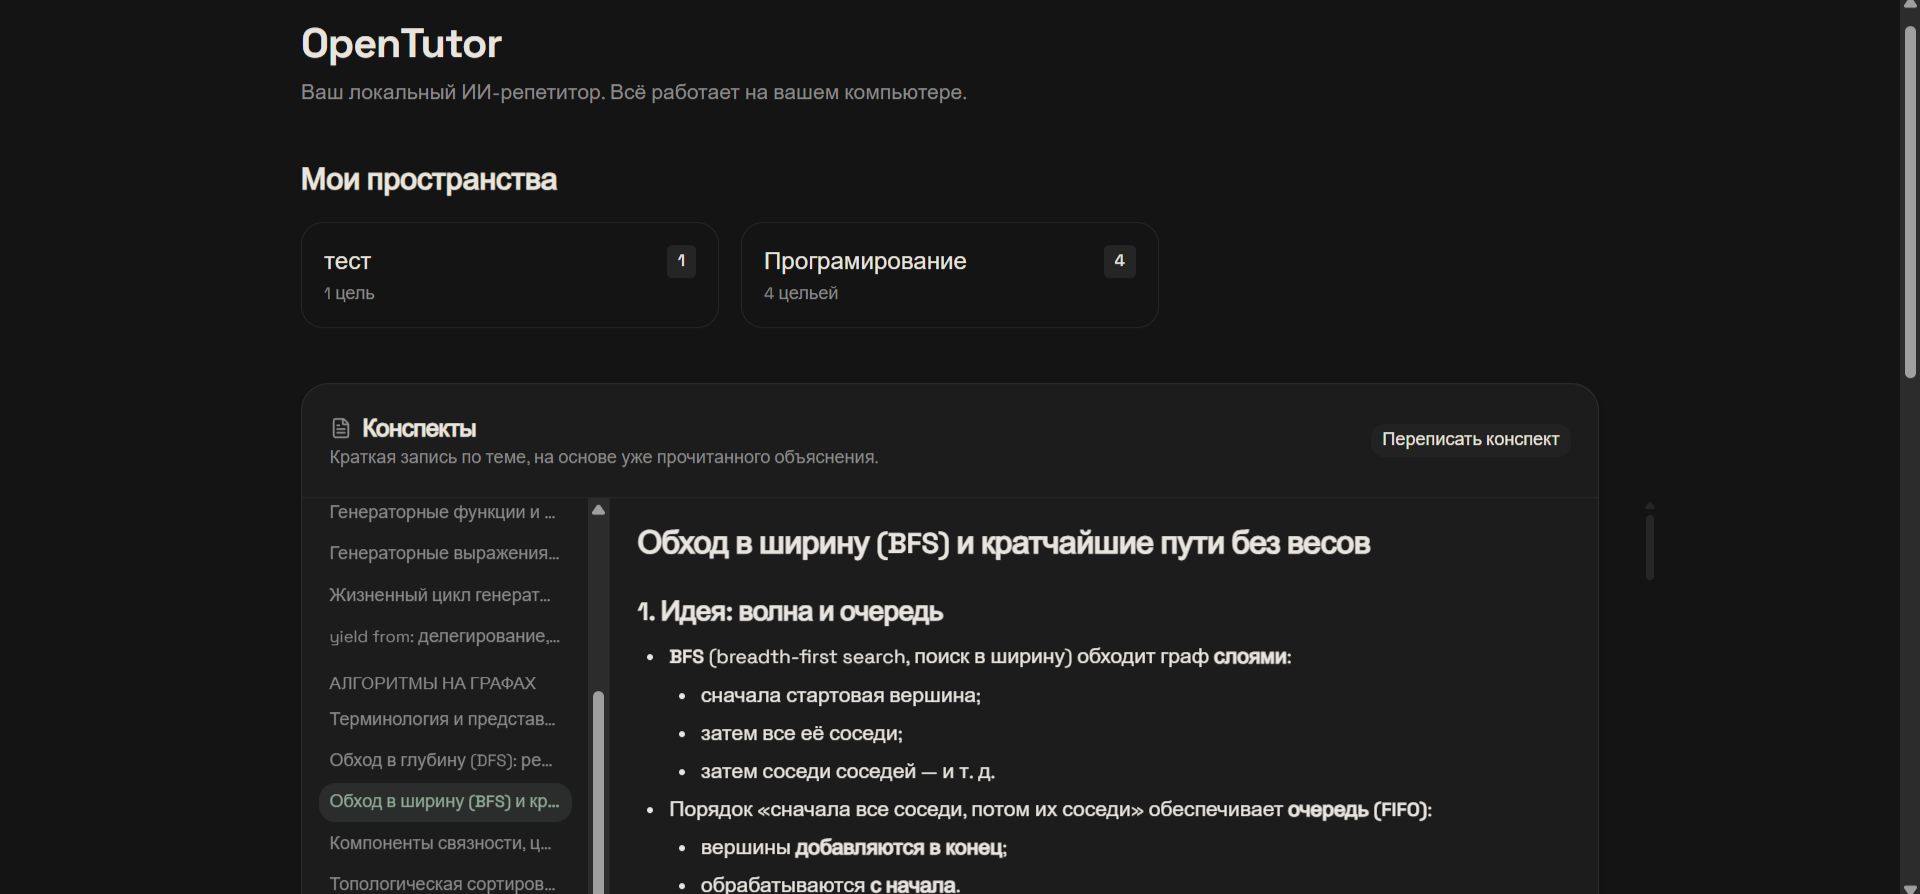 OpenTutor
Ваш локальный ИИ-репетитор. Всё работает на вашем компьютере.
Мои пространства
тест
1
1 цель
Програмирование
4
4 цельей
Конспекты
Краткая запись по теме, на основе уже прочитанного объяснения.
Переписать конспект
Генераторные функции и ...
Генераторные выражения...
Жизненный цикл генерат...
yield from: делегирование,...
АЛГОРИТМЫ НА ГРАФАХ
Терминология и представ...
Обход в глубину (DFS): ре...
Обход в ширину (BFS) и кр...
Компоненты связности, ц...
Топологическая сортиров...
Обход в ширину (BFS) и кратчайшие пути без весов
1. Идея: волна и очередь
• BFS (breadth-first search, поиск в ширину) обходит граф слоями:
• сначала стартовая вершина;
• затем все её соседи;
• затем соседи соседей — и т. д.
• Порядок «сначала все соседи, потом их соседи» обеспечивает очередь (FIFO):
• вершины добавляются в конец;
• обрабатываются с начала.